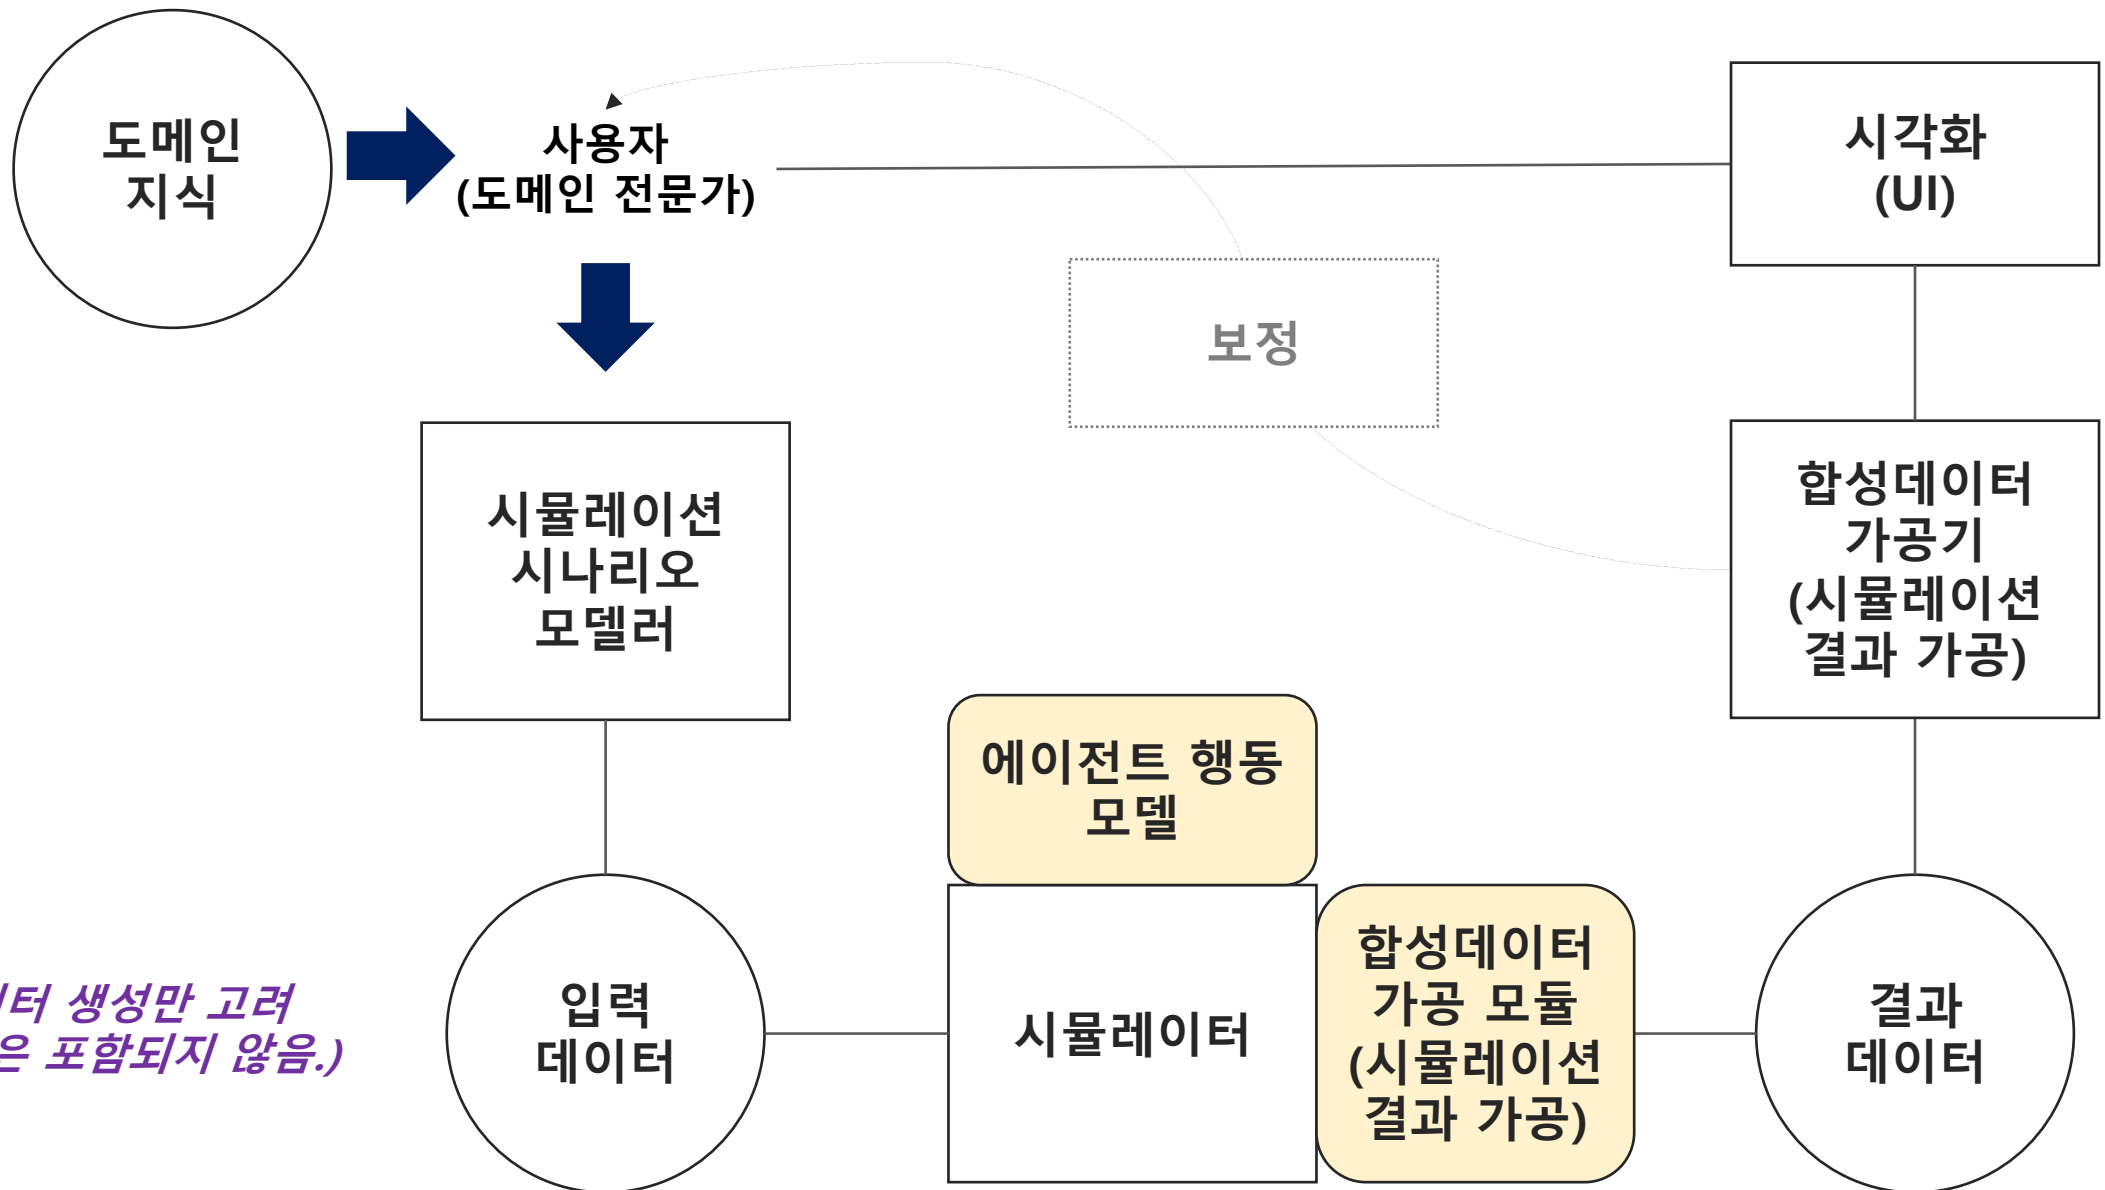 도메인
지식
사용자
(도메인 전문가)
시각화
(UI)
보정
시뮬레이션
시나리오
모델러
합성데이터
가공기
(시뮬레이션
결과 가공)
에이전트 행동
모델
입력
데이터
시뮬레이터
합성데이터
가공 모듈
(시뮬레이션
결과 가공)
결과
데이터
생성만 고려
포함되지 않음.)